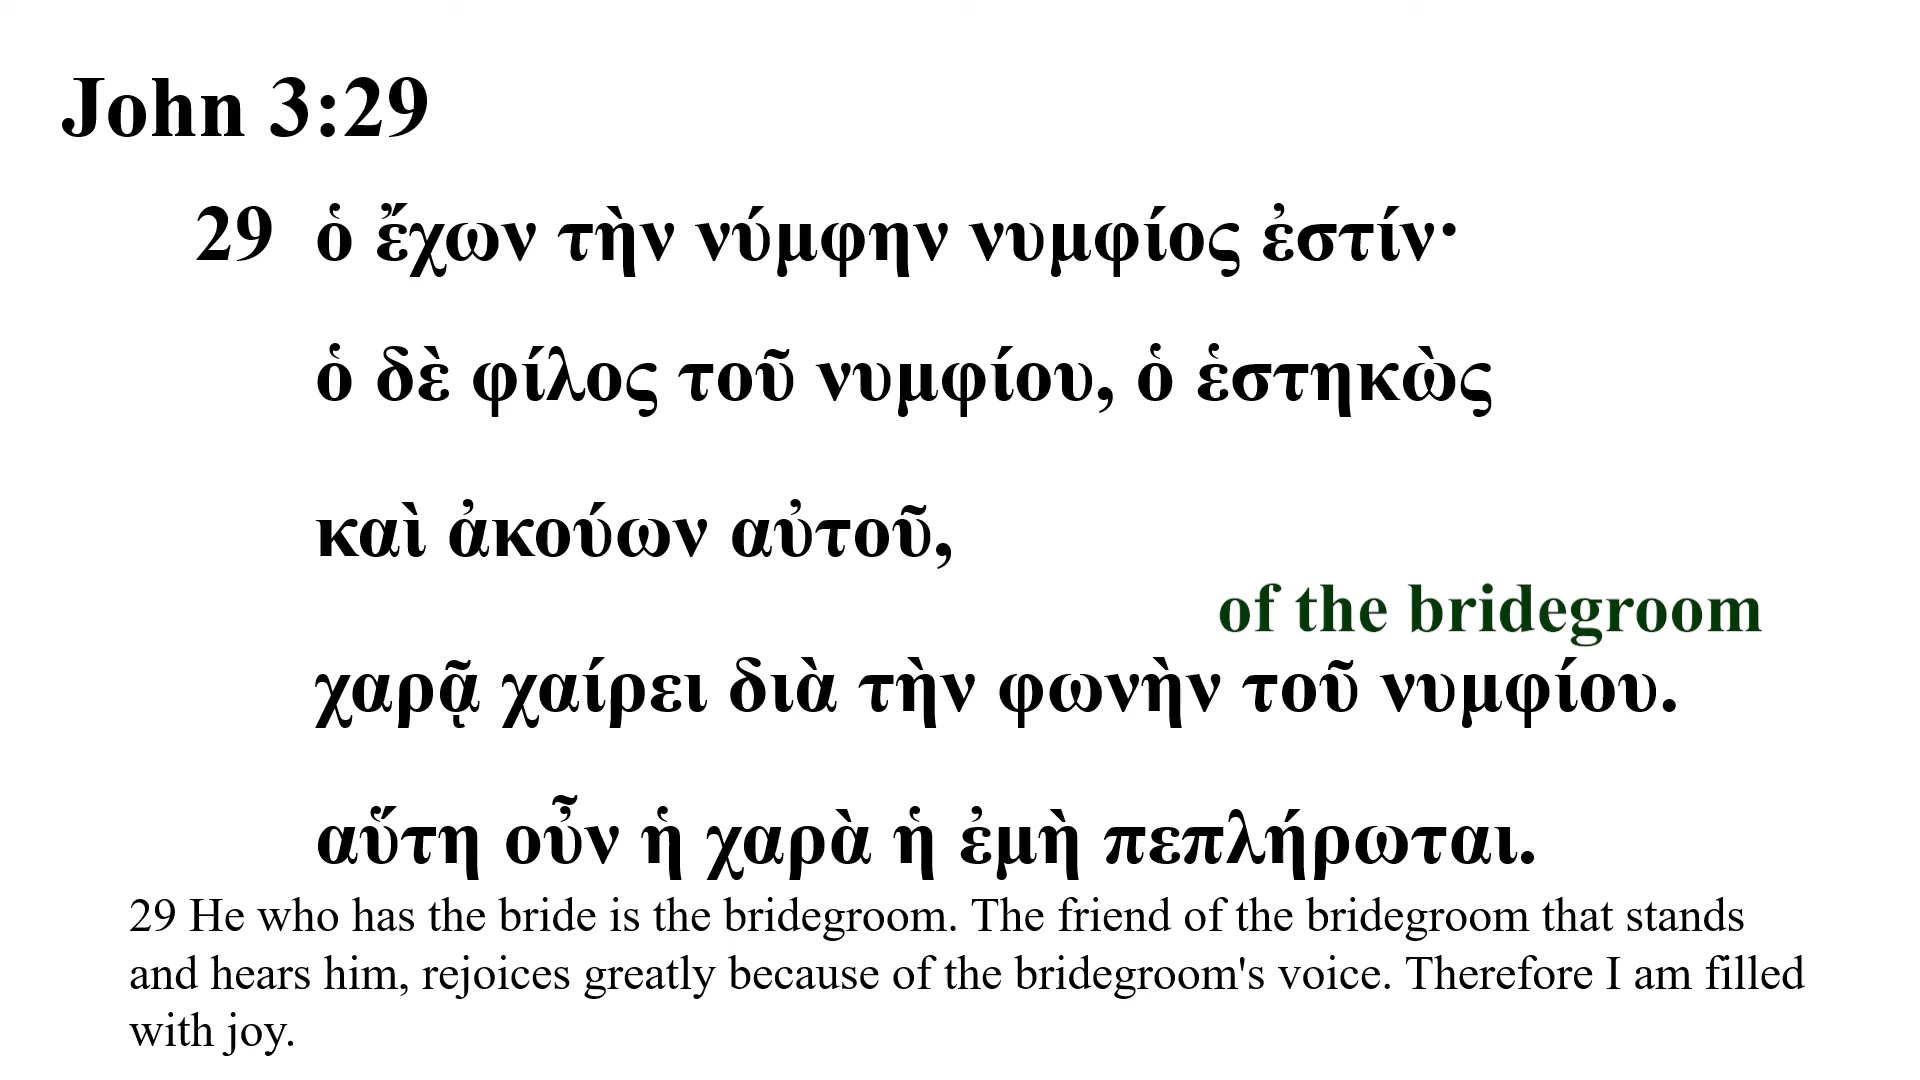 John 3:29
29 ὁ ἔχων τὴν νύμφην νυμφίος ἐστίν·
ὁ δὲ φίλος τοῦ νυμφίου, ὁ ἑστηκὼς
καὶ ἀκούων αὐτοῦ,
of the bridegroom
χαρᾷ χαίρει διὰ τὴν φωνὴν τοῦ νυμφίου.
αὕτη οὖν ἡ χαρὰ ἡ ἐμὴ πεπλήρωται.
29 He who has the bride is the bridegroom. The friend of the bridegroom that stands
and hears him, rejoices greatly because of the bridegroom's voice. Therefore I am filled
with joy.